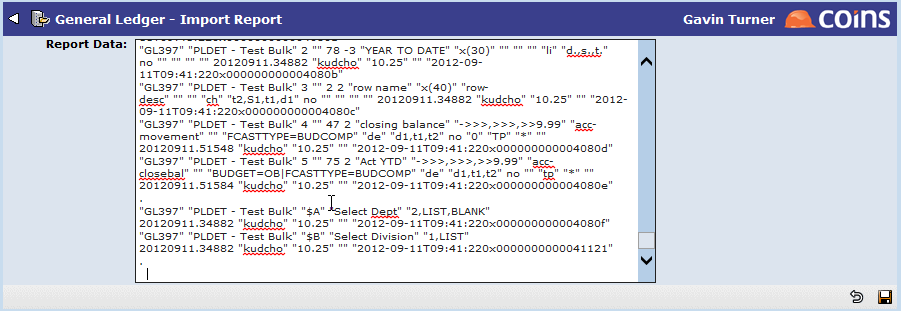 General Ledger - Import Report
Gavin Turner
coins
Report Data:
"GL397" "PLDET - Test Bulk" 2 "" 78 -3 "YEAR TO DATE" "x(30)" "" "" "" "li" "d,,s,,t,"
no "" "" "" "" 20120911.34882 "kudcho" "10.25" "" "2012-09-
11T09:41:220x000000000004080b"
"GL397" "PLDET - Test Bulk" 3 "" 2 2 "row name" "x(40)" "row-
desc" "" "" "ch" "t2,S1,t1,d1" no "" "" "" "" 20120911.34882 "kudcho" "10.25" "" "2012-
09-11T09:41:220x000000000004080c"
"GL397" "PLDET - Test Bulk" 4 "" 47 2 "closing balance" "->>>,>>>,>>9.99" "acc-
movement" "" "FCASTTYPE=BUDCOMP" "de" "d1,t1,t2" no "0" "TP" "*" ""
20120911.51548 "kudcho" "10.25" "" "2012-09-11T09:41:220x000000000004080d"
"GL397" "PLDET - Test Bulk" 5 "" 75 2 "Act YTD" "->>>,>>>,>>9.99" "acc-
closebal" "" "BUDGET=OB|FCASTTYPE=BUDCOMP" "de" "d1,t1,t2" no "" "tp" "*" ""
20120911.51584 "kudcho" "10.25" "" "2012-09-11T09:41:220x000000000004080e"
.
"GL397" "PLDET - Test Bulk" "$A" "Select Dept" "2,LIST,BLANK"
20120911.34882 "kudcho" "10.25" "" "2012-09-11T09:41:220x000000000004080f"
"GL397" "PLDET - Test Bulk" "$B" "Select Division" "1,LIST"
20120911.34882 "kudcho" "10.25" "" "2012-09-11T09:41:220x0000000000041121"
.